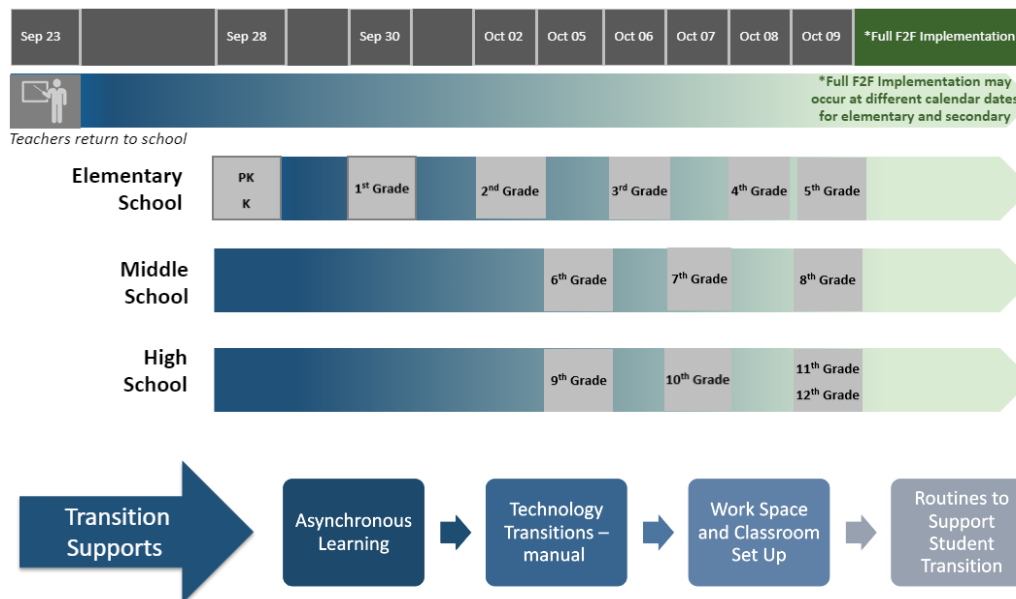 Sep 23
Sep 28
Sep 30
Oct 02
Oct 05
Oct 06
Oct 07
Oct 08
Oct 09
*Full F2F Implementation
*Full F2F Implementation may
occur at different calendar dates
for elementary and secondary
Teachers return to school
Elementary
School
PK
K
1st Grade
2nd Grade
3rd Grade
4th Grade
5th Grade
Middle
School
6th Grade
7th Grade
8th Grade
High
School
9th Grade
10th Grade
11th Grade
12th Grade
Transition
Supports
Asynchronous
Learning
Technology
Transitions –
manual
Work Space
and Classroom
Set Up
Routines to
Support
Student
Transition